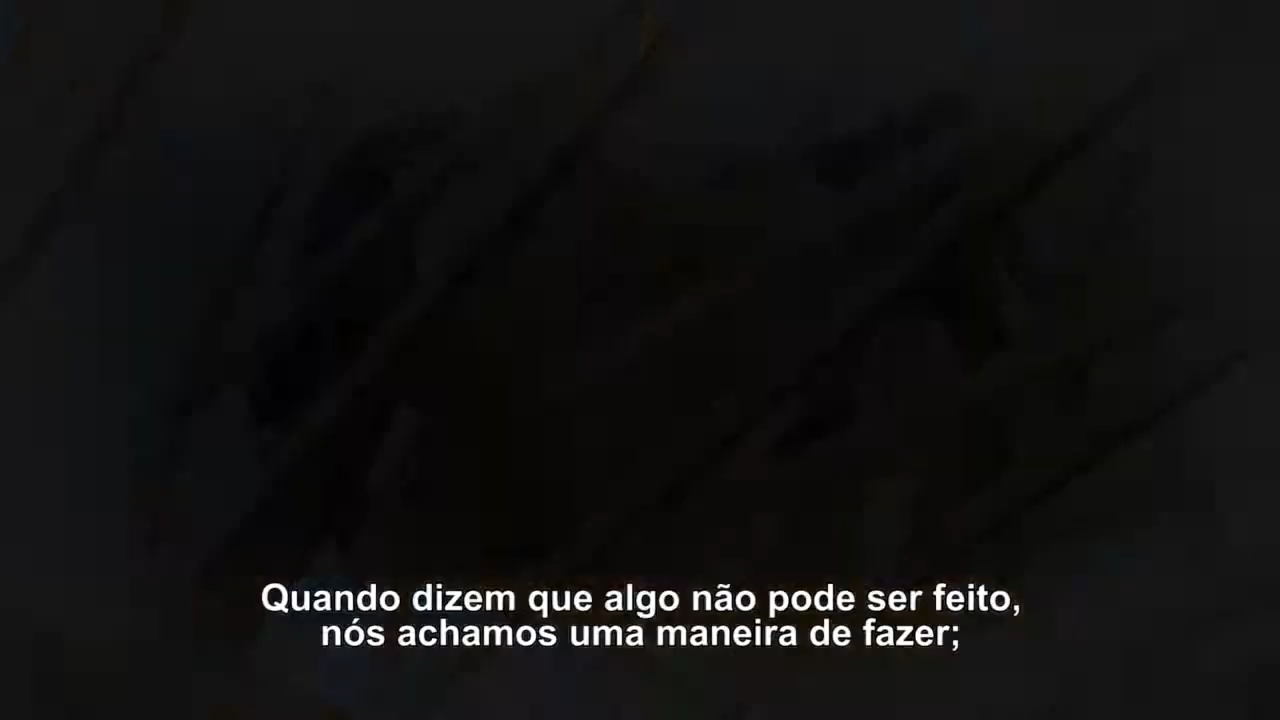 Quando dizem que algo não pode ser feito,
nós achamos uma maneira de fazer;